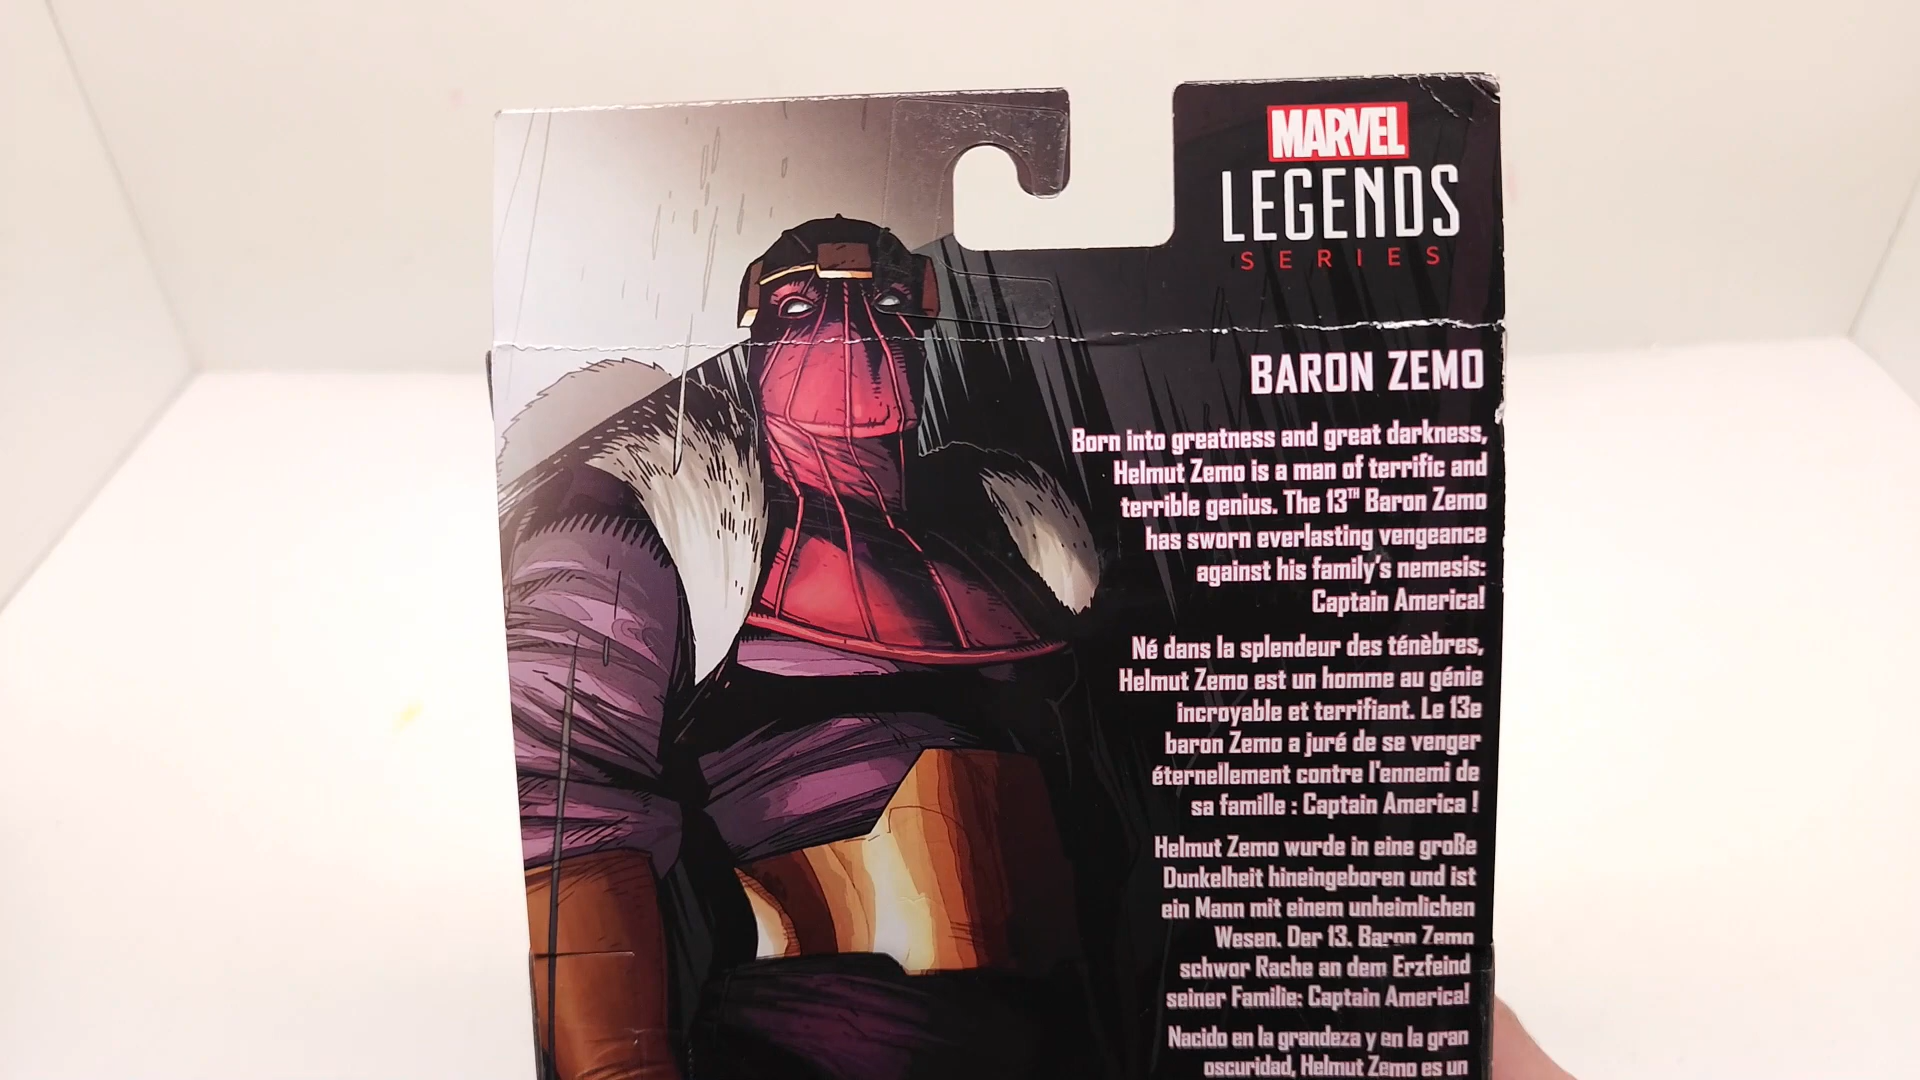 MARVEL
LEGENDS
SERIES
BARON ZEMO
Born into greatness and great darkness,
Helmut Zemo is a man of terrific and
terrible genius. The 13TH Baron Zemo
has sworn everlasting vengeance
against his family's nemesis:
Captain America!
Né dans la splendeur des ténèbres,
Helmut Zemo est un homme au génie
incroyable et terrifiant. Le 13e
baron Zemo a juré de se venger
éternellement contre l'ennemi de
sa famille : Captain America !
Helmut Zemo wurde in eine große
Dunkelheit hineingeboren und ist
ein Mann mit einem unheimlichen
Wesen. Der 13. Baron Zemo
schwor Rache an dem Erzfeind
seiner Familie: Captain America!
Nacido en la grandeza y en la gran
oscuridad, Helmut Zemo es un